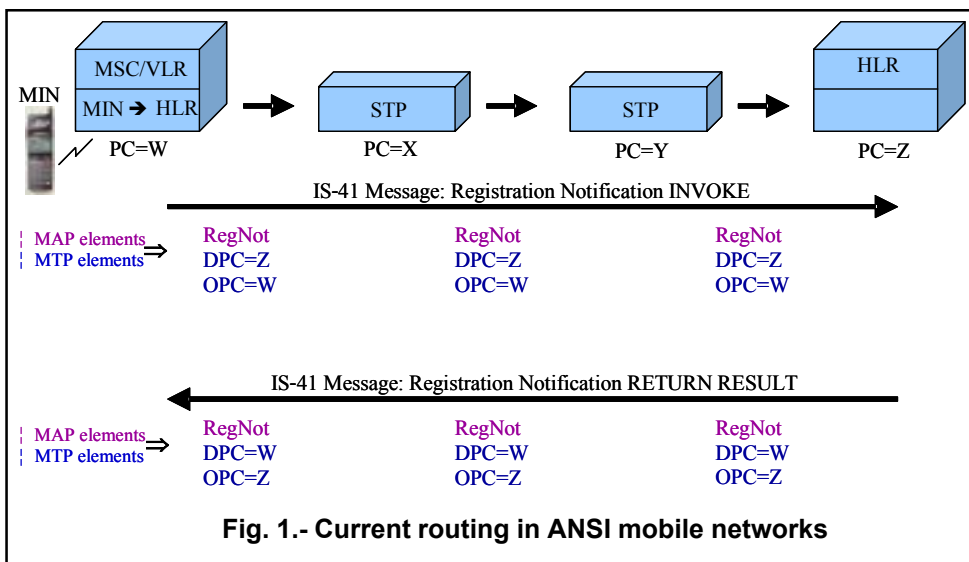 MSC/VLR
HLR
MIN
MIN ➔ HLR
STP
STP
PC=W
PC=X
PC=Y
PC=Z
IS-41 Message: Registration Notification INVOKE
MAP elements
MTP elements
⇒
RegNot
DPC=Z
OPC=W
RegNot
DPC=Z
OPC=W
RegNot
DPC=Z
OPC=W
IS-41 Message: Registration Notification RETURN RESULT
MAP elements
MTP elements
⇒
RegNot
DPC=W
OPC=Z
RegNot
DPC=W
OPC=Z
RegNot
DPC=W
OPC=Z
Fig. 1.- Current routing in ANSI mobile networks